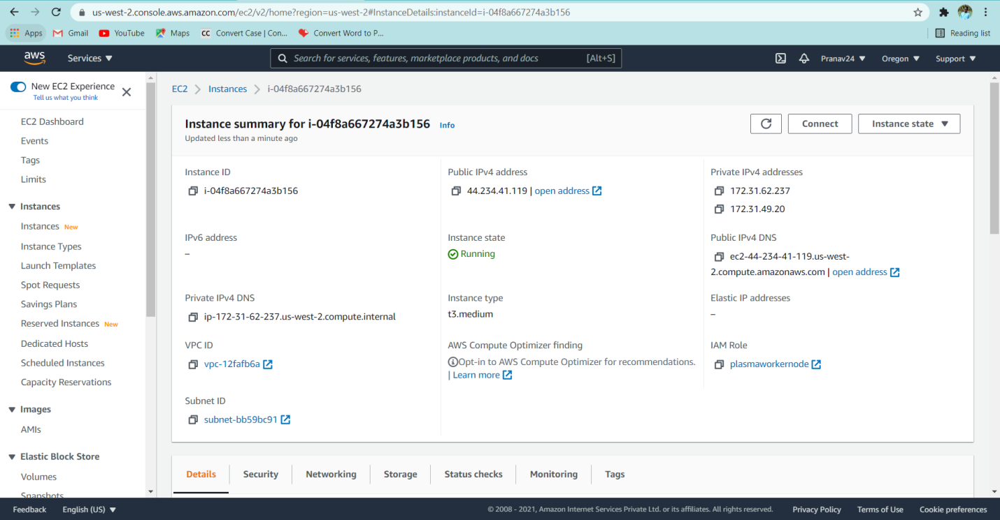 us-west-2.console.aws.amazon.com/ec2/v2/home?region=us-west-2#InstanceDetails:instanceId=i-04f8a667274a3b156
Apps Gmail YouTube Maps CC Convert Case | Con... Convert Word to P... Reading list
aws Services Search for services, features, marketplace products, and docs [Alt+S] Pranav24 Oregon Support
New EC2 Experience
Tell us what you think
EC2 Dashboard
Events
Tags
Limits
Instances
Instances New
Instance Types
Launch Templates
Spot Requests
Savings Plans
Reserved Instances New
Dedicated Hosts
Scheduled Instances
Capacity Reservations
Images
AMIs
Elastic Block Store
Volumes
Snapshots
EC2 > Instances > i-04f8a667274a3b156
Instance summary for i-04f8a667274a3b156 Info
Updated less than a minute ago
Connect
Instance state
Instance ID
i-04f8a667274a3b156
Public IPv4 address
44.234.41.119 | open address
Private IPv4 addresses
172.31.62.237
172.31.49.20
IPv6 address
–
Instance state
Running
Public IPv4 DNS
ec2-44-234-41-119.us-west-
2.compute.amazonaws.com | open address
Private IPv4 DNS
ip-172-31-62-237.us-west-2.compute.internal
Instance type
t3.medium
Elastic IP addresses
–
VPC ID
vpc-12fafb6a
AWS Compute Optimizer finding
Opt-in to AWS Compute Optimizer for recommendations.
| Learn more
IAM Role
plasmaworkernode
Subnet ID
subnet-bb59bc91
Details Security Networking Storage Status checks Monitoring Tags
Feedback English (US) © 2008 - 2021, Amazon Internet Services Private Ltd. or its affiliates. All rights reserved. Privacy Policy Terms of Use Cookie preferences